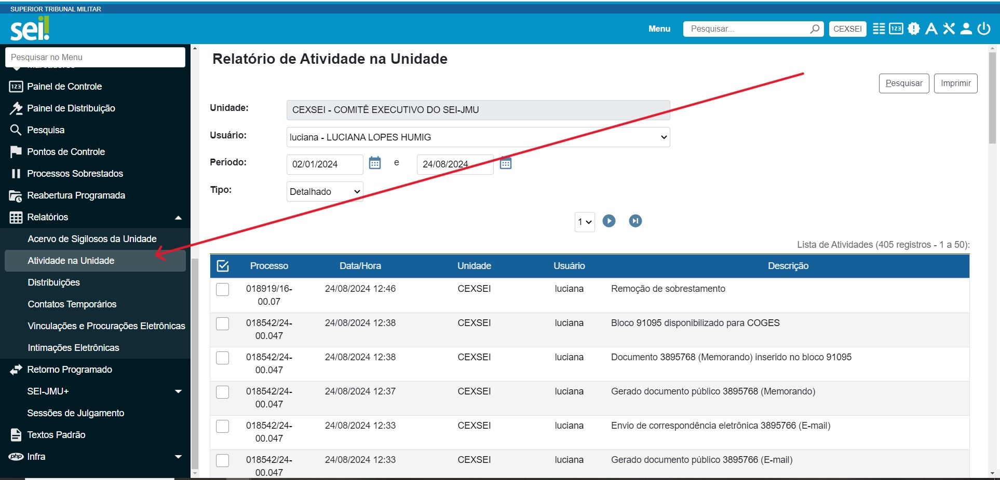 SUPERIOR TRIBUNAL MILITAR
sei!
Menu
Pesquisar...
CEXSEI
123
Pesquisar no Menu
Marcadores
123 Painel de Controle
Painel de Distribuição
Pesquisa
Pontos de Controle
Processos Sobrestados
Reabertura Programada
Relatórios
Acervo de Sigilosos da Unidade
Atividade na Unidade
Distribuições
Contatos Temporários
Vinculações e Procurações Eletrônicas
Intimações Eletrônicas
Retorno Programado
SEI-JMU+
Sessões de Julgamento
Textos Padrão
php Infra
Relatório de Atividade na Unidade
Pesquisar Imprimir
Unidade: CEXSEI - COMITÊ EXECUTIVO DO SEI-JMU
Usuário: luciana - LUCIANA LOPES HUMIG
Período: 02/01/2024 e 24/08/2024
Tipo: Detalhado
1
Lista de Atividades (405 registros - 1 a 50):
Processo Data/Hora Unidade Usuário Descrição
018919/16- 24/08/2024 12:46 CEXSEI luciana Remoção de sobrestamento
00.07
018542/24- 24/08/2024 12:38 CEXSEI luciana Bloco 91095 disponibilizado para COGES
00.047
018542/24- 24/08/2024 12:38 CEXSEI luciana Documento 3895768 (Memorando) inserido no bloco 91095
00.047
018542/24- 24/08/2024 12:37 CEXSEI luciana Gerado documento público 3895768 (Memorando)
00.047
018542/24- 24/08/2024 12:33 CEXSEI luciana Envio de correspondência eletrônica 3895766 (E-mail)
00.047
018542/24- 24/08/2024 12:33 CEXSEI luciana Gerado documento público 3895766 (E-mail)
00.047